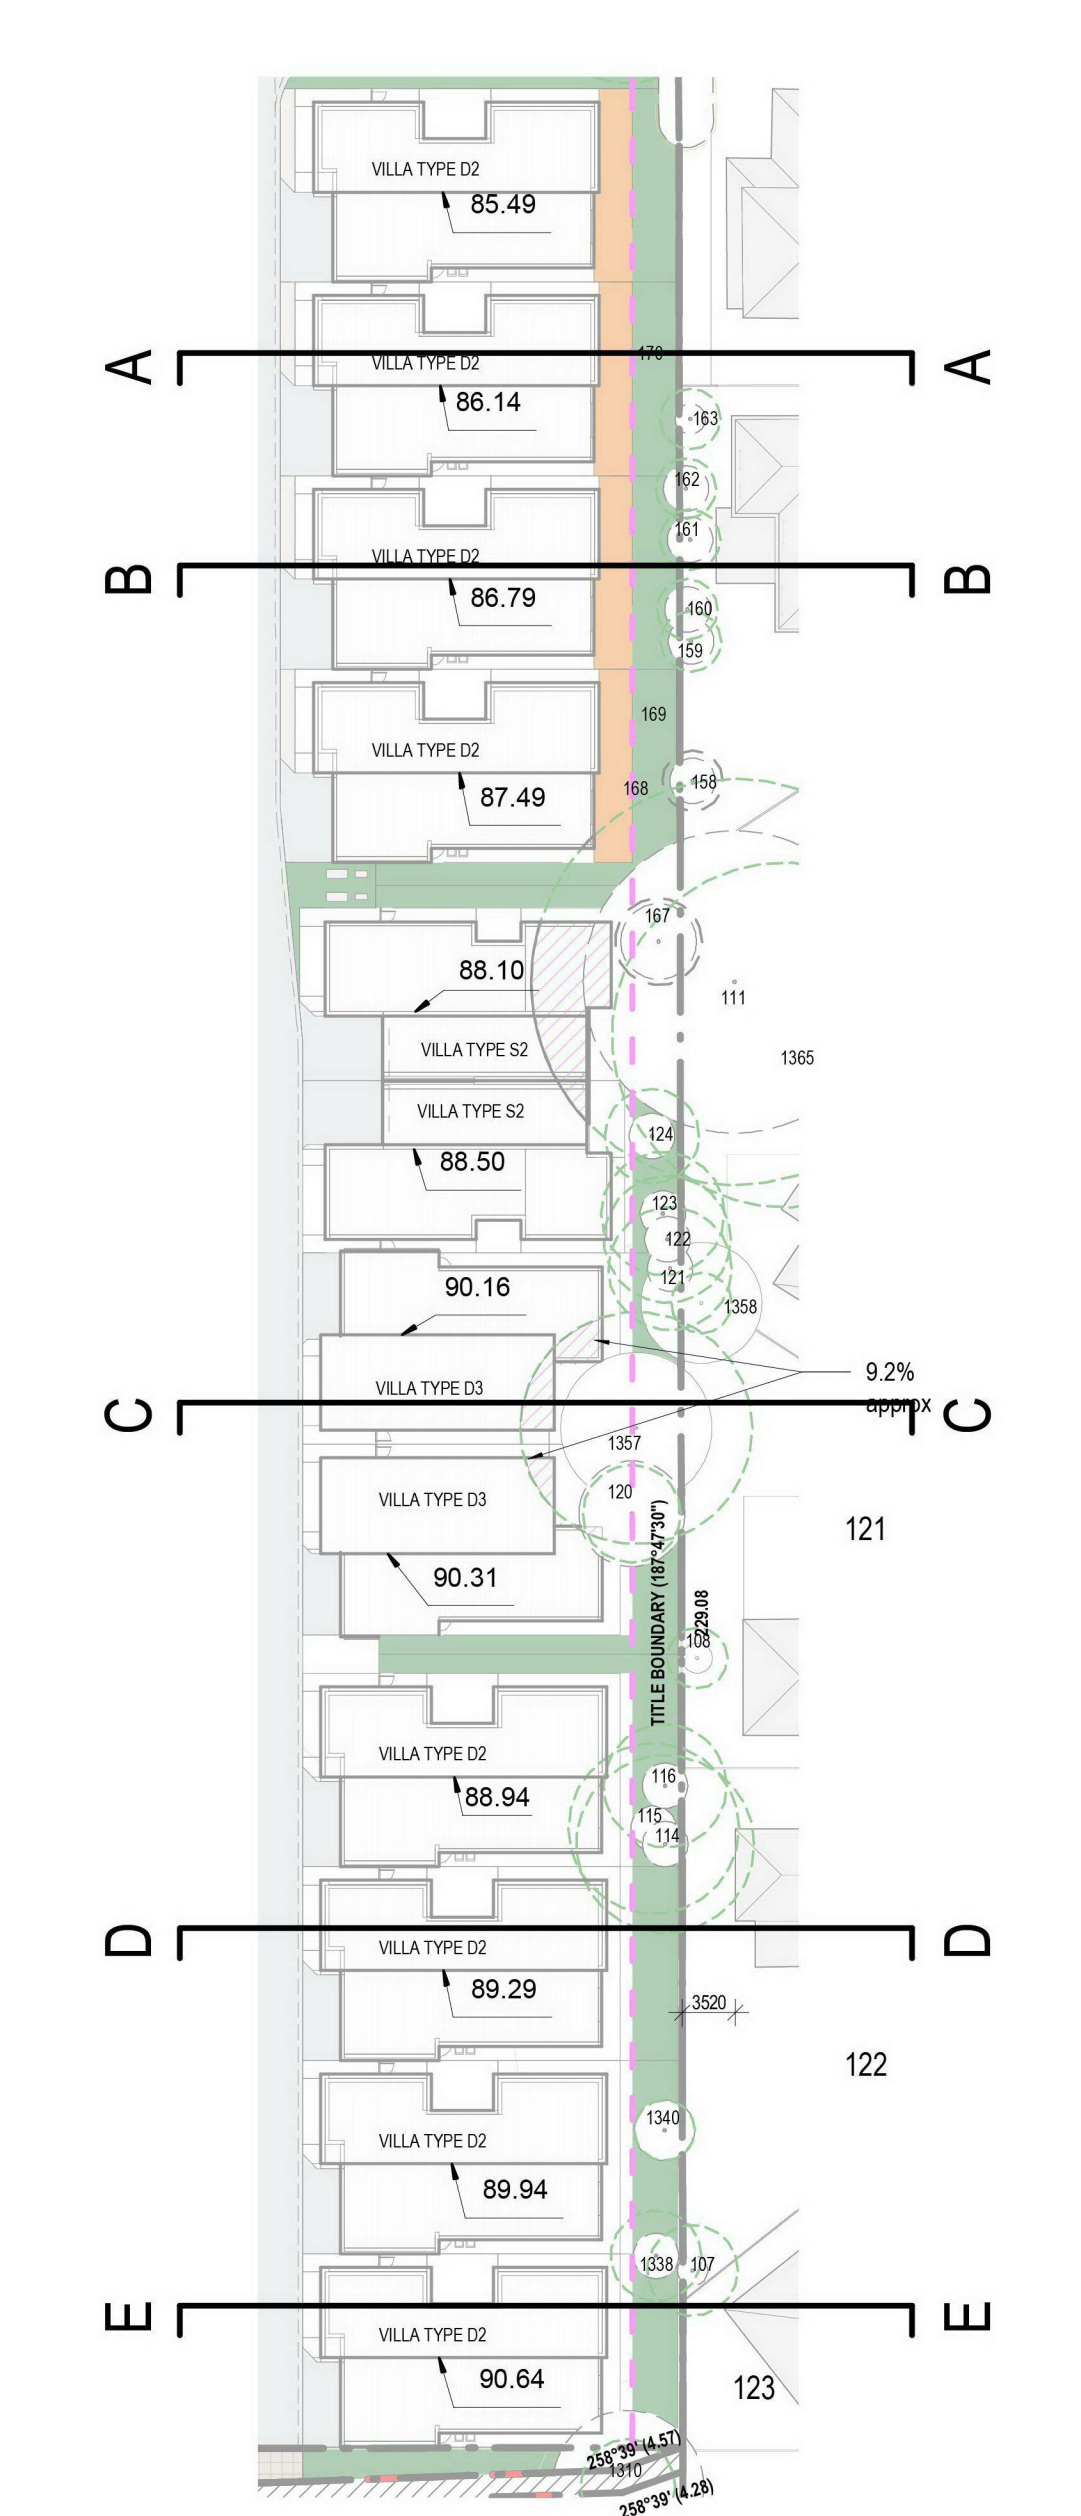 VILLA TYPE D2
85.49
A
A
VILLA TYPE D2
170
86.14
163
162
161
VILLA TYPE D2
B
B
86.79
160
159
169
VILLA TYPE D2
168
158
87.49
167
88.10
111
VILLA TYPE S2
1365
VILLA TYPE S2
124
88.50
123
122
121
90.16
1358
9.2%
approx
VILLA TYPE D3
C
C
1357
120
VILLA TYPE D3
121
90.31
TITLE BOUNDARY (187°47'30")
229.08
108
VILLA TYPE D2
116
88.94
115
114
D
D
VILLA TYPE D2
89.29
3520
122
1340
VILLA TYPE D2
89.94
1338
107
E
E
VILLA TYPE D2
90.64
123
258°39' (4.57)
1310
258°39' (4.28)